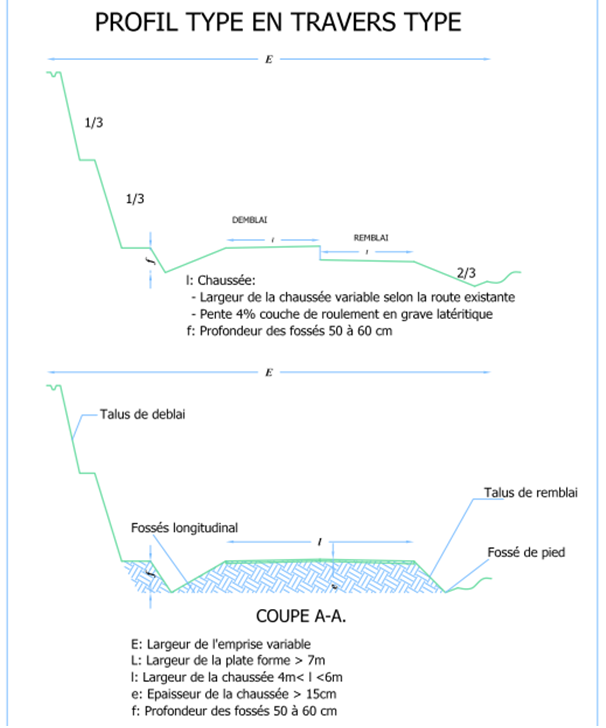 PROFIL TYPE EN TRAVERS TYPE
E
1/3
1/3
DEMBLAI
l
REMBLAI
l
f
2/3
l: Chaussée:
- Largeur de la chaussée variable selon la route existante
- Pente 4% couche de roulement en grave latéritique
f: Profondeur des fossés 50 à 60 cm
E
Talus de deblai
Talus de remblai
Fossés longitudinal
l
Fossé de pied
f
e
COUPE A-A.
E: Largeur de l'emprise variable
L: Largeur de la plate forme > 7m
l: Largeur de la chaussée 4m< l <6m
e: Epaisseur de la chaussée > 15cm
f: Profondeur des fossés 50 à 60 cm